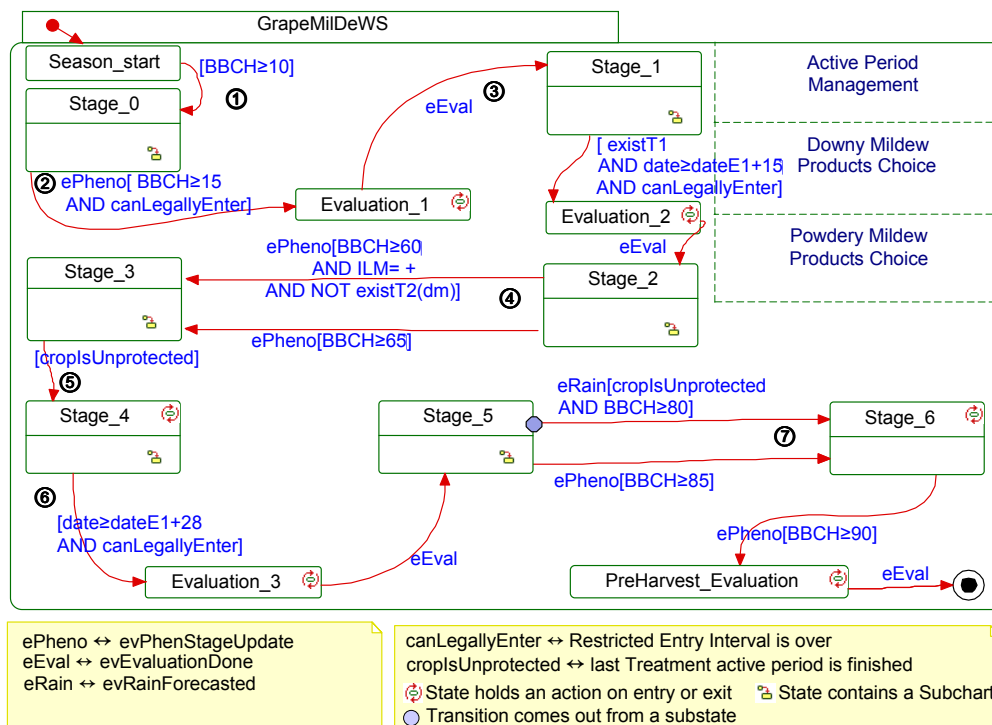 GrapeMilDeWS
Season_start
[BBCH≥10]
Stage_0
①
② ePheno[ BBCH≥15
AND canLegallyEnter]
Evaluation_1
③
eEval
Stage_1
[ existT1
AND date≥dateE1+15
AND canLegallyEnter]
Evaluation_2
eEval
Active Period
Management
Downy Mildew
Products Choice
Powdery Mildew
Products Choice
Stage_2
④
ePheno[BBCH≥60
AND ILM= +
AND NOT existT2(dm)]
ePheno[BBCH≥65]
Stage_3
[cropIsUnprotected]
⑤
Stage_4
⑥
[date≥dateE1+28
AND canLegallyEnter]
Evaluation_3
eEval
Stage_5
eRain[cropIsUnprotected
AND BBCH≥80]
⑦
ePheno[BBCH≥85]
Stage_6
ePheno[BBCH≥90]
PreHarvest_Evaluation
eEval
ePheno ↔ evPhenStageUpdate
eEval ↔ evEvaluationDone
eRain ↔ evRainForecasted
canLegallyEnter ↔ Restricted Entry Interval is over
cropIsUnprotected ↔ last Treatment active period is finished
State holds an action on entry or exit
State contains a Subchart
Transition comes out from a substate